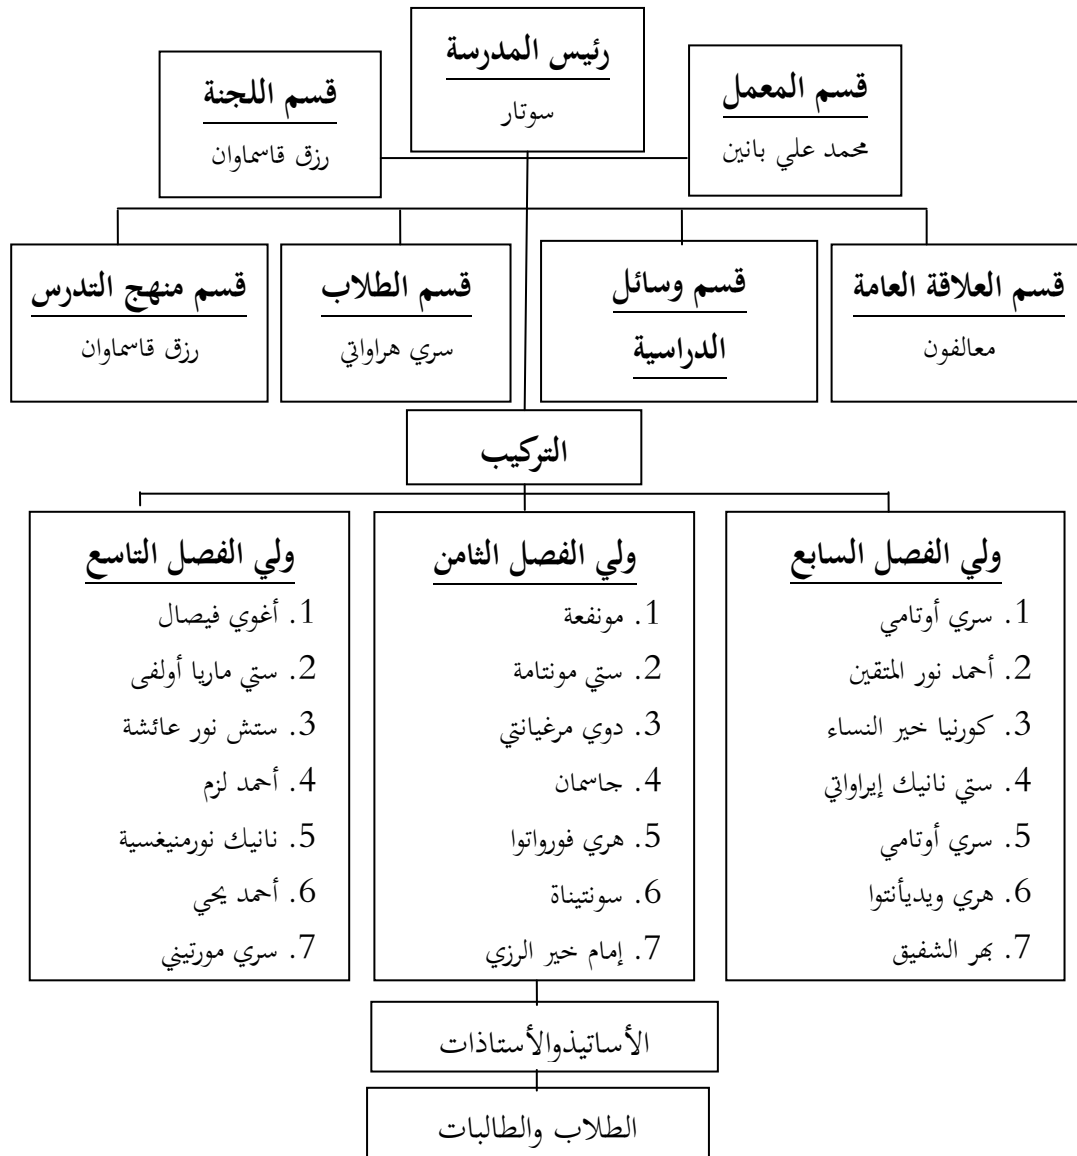 رئيس المدرسة
سوتار
قسم المعمل
محمد علي بانين
قسم اللجنة
رزق قاسماوان
قسم العلاقة العامة
معالفون
قسم وسائل
الدراسية
قسم الطلاب
سري هراواتي
قسم منهج التدرس
رزق قاسماوان
التركيب
ولي الفصل السابع
1. سري أوتامي
2. أحمد نور المتقين
3. كورنيا خير النساء
4. ستي نانيك إيراواتي
5. سري أوتامي
6. هري ويديأنتوا
7. بهر الشفيق
ولي الفصل الثامن
1. مونفعة
2. ستي مونتامة
3. دوي مرغيانتي
4. جاسمان
5. هري فورواتوا
6. سونتيناة
7. إمام خير الرزي
ولي الفصل التاسع
1. أغوي فيصال
2. ستي ماريا أولفى
3. ستش نور عائشة
4. أحمد لزم
5. نانيك نورمنيغسية
6. أحمد يحي
7. سري مورتيني
الأساتيذوالأستاذات
الطلاب والطالبات